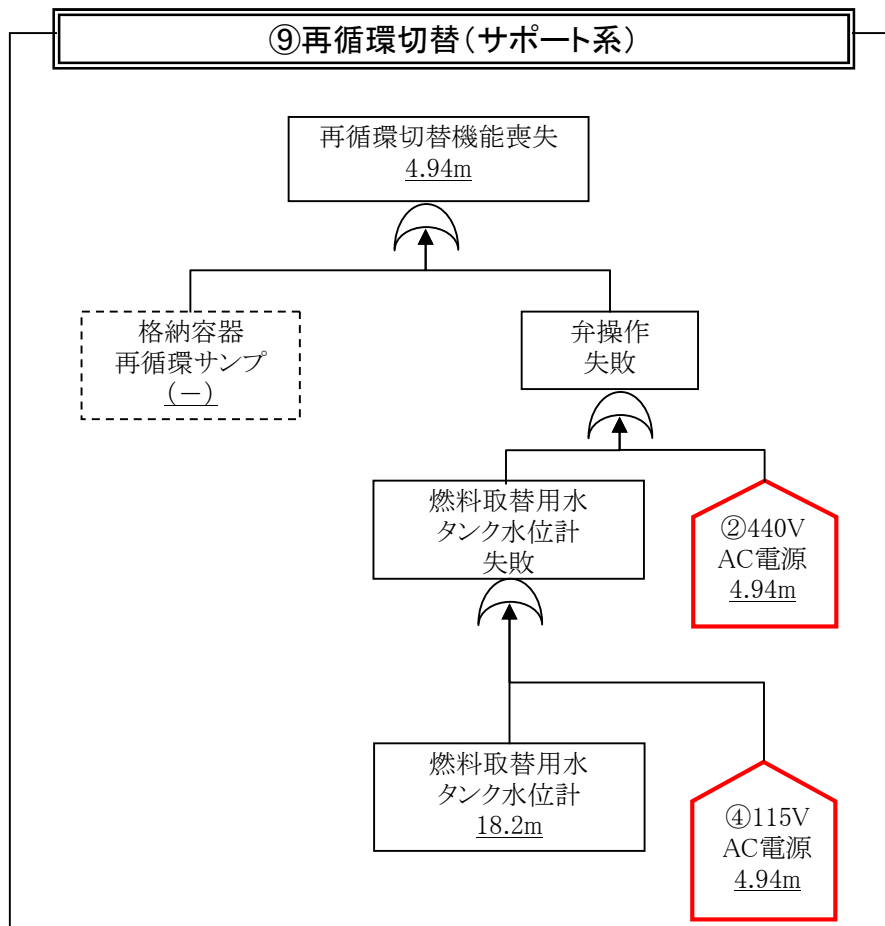 ⑨再循環切替(サポート系)
再循環切替機能喪失
4.94m
格納容器
再循環サンプ
(-)
弁操作
失敗
燃料取替用水
タンク水位計
失敗
②440V
AC電源
4.94m
燃料取替用水
タンク水位計
18.2m
④115V
AC電源
4.94m